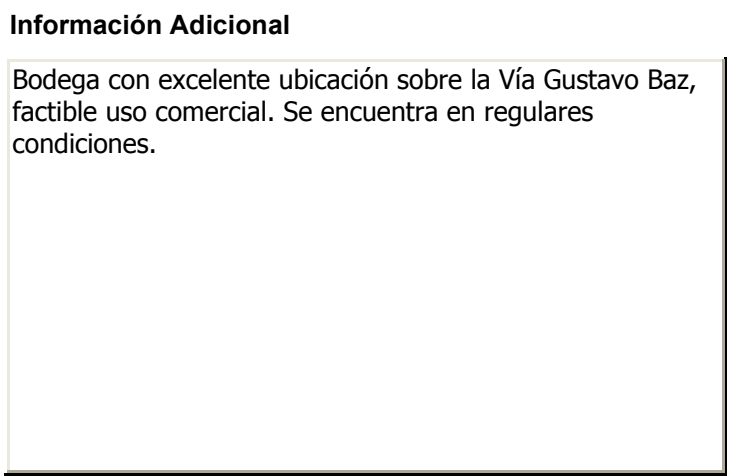 Información Adicional
Bodega con excelente ubicación sobre la Vía Gustavo Baz,
factible uso comercial. Se encuentra en regulares
condiciones.